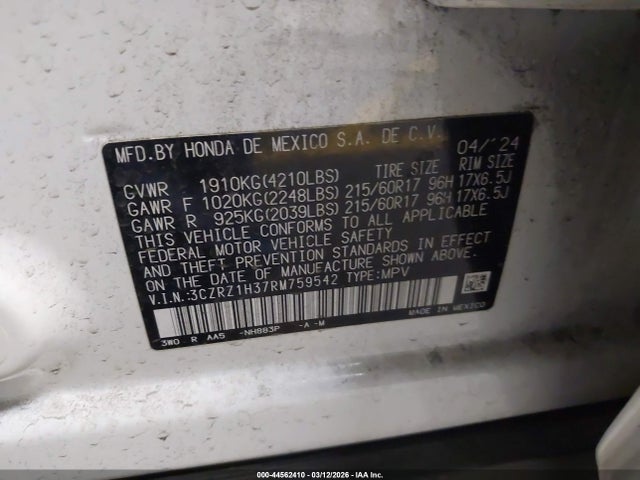 MFD.BY HONDA DE MEXICO S.A. DE C.V. 04/'24
GVWR 1910KG(4210LBS) TIRE SIZE RIM SIZE
GAWR F 1020KG(2248LBS) 215/60R17 96H 17X6.5J
GAWR R 925KG(2039LBS) 215/60R17 96H 17X6.5J
THIS VEHICLE CONFORMS TO ALL APPLICABLE
FEDERAL MOTOR VEHICLE SAFETY
AND THEFT PREVENTION STANDARDS IN EFFECT
ON THE DATE OF MANUFACTURE SHOWN ABOVE.
V.I.N.:3CZRZ1H37RM759542 TYPE:MPV
3W0 R AA5 -NH883P -A -M MADE IN MEXICO
000-44562410 - 03/12/2026 - IAA Inc.